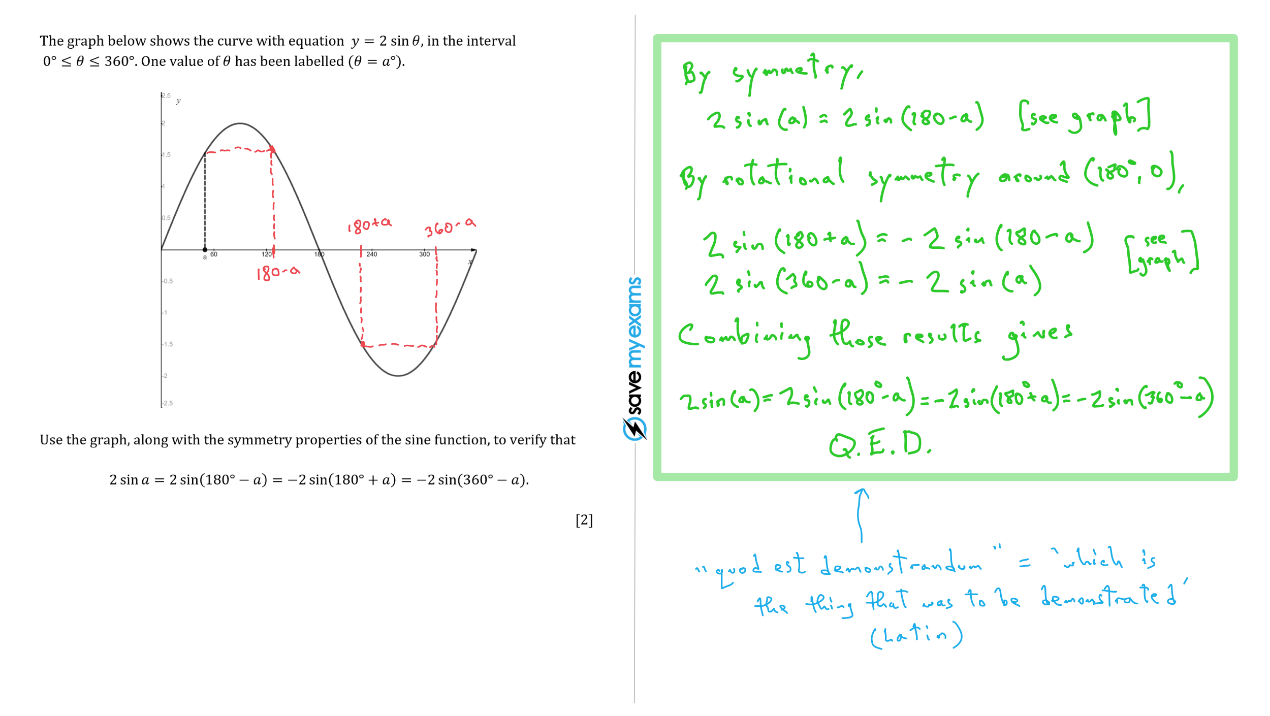 The graph below shows the curve with equation y = 2 sin θ, in the interval
0° ≤ θ ≤ 360°. One value of θ has been labelled (θ = a°).
2.5
y
2
1.5
1
0.5
180+a
360-a
a
60
120
180
240
300
x
180-a
-0.5
-1
-1.5
-2
-2.5
Use the graph, along with the symmetry properties of the sine function, to verify that
2 sin a = 2 sin(180° − a) = −2 sin(180° + a) = −2 sin(360° − a).
[2]
savemyexams
By symmetry,
2 sin(a) = 2 sin(180-a) [see graph]
By rotational symmetry around (180°, 0),
2 sin (180+a) = - 2 sin (180-a) [see graph]
2 sin (360-a) = - 2 sin (a)
Combining those results gives
2 sin(a) = 2 sin(180°-a) = -2 sin(180°+a) = -2 sin(360°-a)
Q.E.D.
"quod est demonstrandum" = 'which is
the thing that was to be demonstrated'
(Latin)